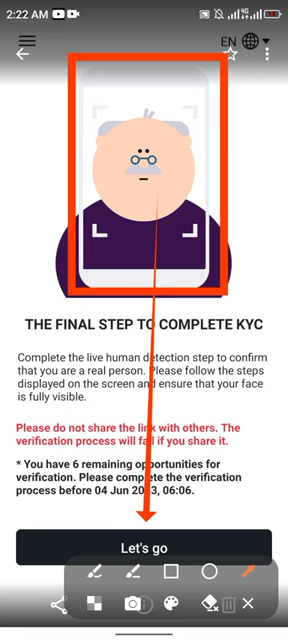 2:22 AM
4G
EN
THE FINAL STEP TO COMPLETE KYC
Complete the live human detection step to confirm
that you are a real person. Please follow the steps
displayed on the screen and ensure that your face
is fully visible.
Please do not share the link with others. The
verification process will fail if you share it.
* You have 6 remaining opportunities for
verification. Please complete the verification
process before 04 Jun 2023, 06:06.
Let's go